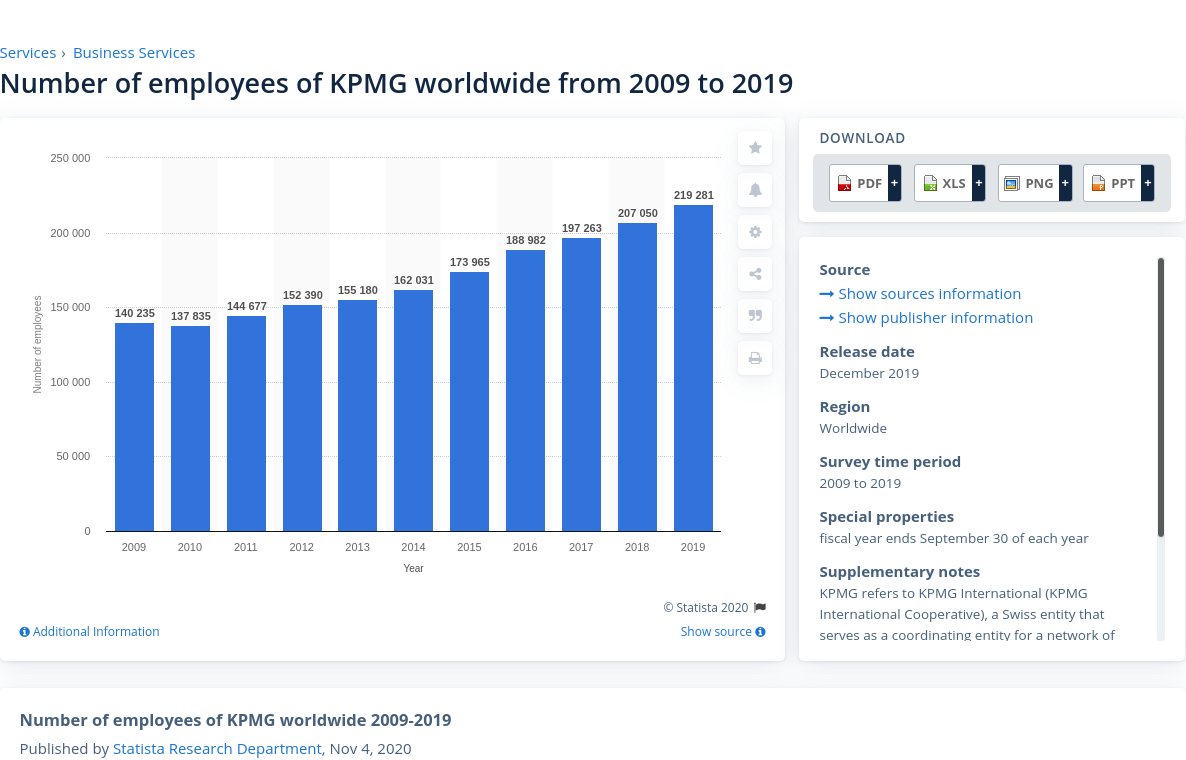 Services › Business Services
Number of employees of KPMG worldwide from 2009 to 2019
250 000
200 000
150 000
100 000
50 000
0
Number of employees
140 235
137 835
144 677
152 390
155 180
162 031
173 965
188 982
197 263
207 050
219 281
2009 2010 2011 2012 2013 2014 2015 2016 2017 2018 2019
Year
© Statista 2020
Additional Information
Show source
DOWNLOAD
PDF + XLS + PNG + PPT +
Source
Show sources information
Show publisher information
Release date
December 2019
Region
Worldwide
Survey time period
2009 to 2019
Special properties
fiscal year ends September 30 of each year
Supplementary notes
KPMG refers to KPMG International (KPMG
International Cooperative), a Swiss entity that
serves as a coordinating entity for a network of
Number of employees of KPMG worldwide 2009-2019
Published by Statista Research Department, Nov 4, 2020